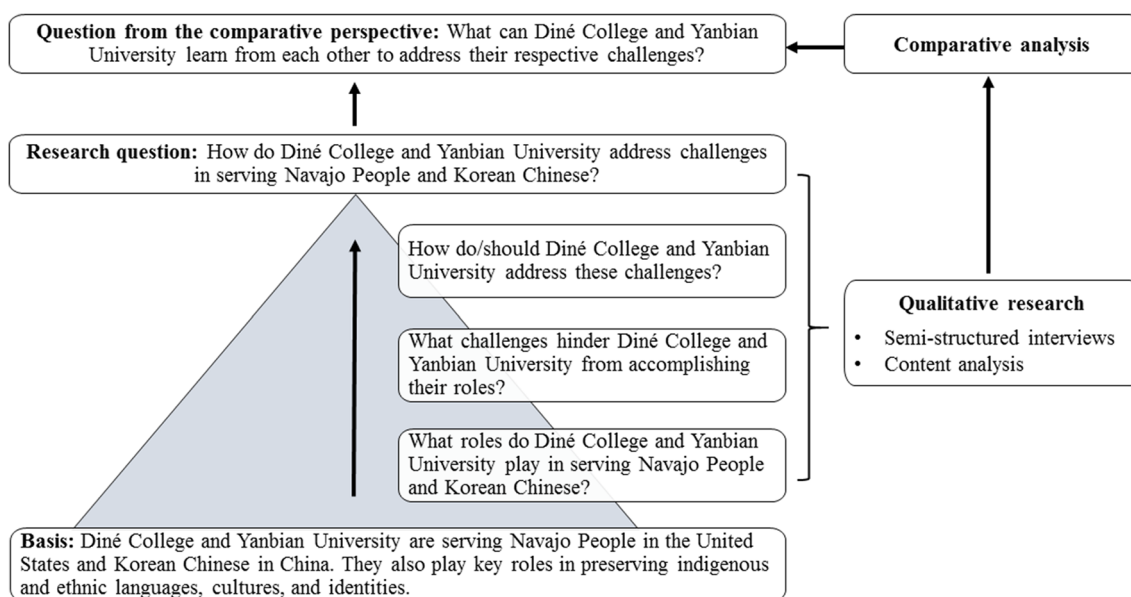 Question from the comparative perspective: What can Diné College and Yanbian
University learn from each other to address their respective challenges?
Comparative analysis
Research question: How do Diné College and Yanbian University address challenges
in serving Navajo People and Korean Chinese?
How do/should Diné College and Yanbian
University address these challenges?
What challenges hinder Diné College and
Yanbian University from accomplishing
their roles?
What roles do Diné College and Yanbian
University play in serving Navajo People
and Korean Chinese?
Qualitative research
• Semi-structured interviews
• Content analysis
Basis: Diné College and Yanbian University are serving Navajo People in the United
States and Korean Chinese in China. They also play key roles in preserving indigenous
and ethnic languages, cultures, and identities.